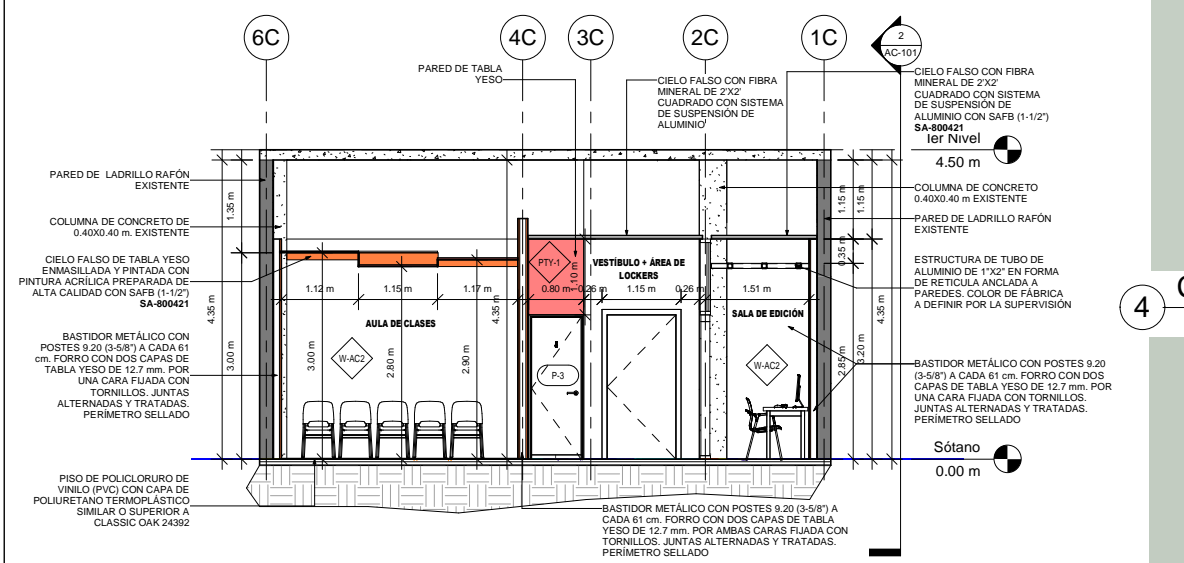 6C
4C
3C
2C
1C
2
AC-101
PARED DE TABLA
YESO
CIELO FALSO CON FIBRA
MINERAL DE 2'X2'
CUADRADO CON SISTEMA
DE SUSPENSIÓN DE
ALUMINIO
CIELO FALSO CON FIBRA
MINERAL DE 2'X2'
CUADRADO CON SISTEMA
DE SUSPENSIÓN DE
ALUMINIO CON SAFB (1-1/2")
SA-800421
1er Nivel
4.50 m
PARED DE LADRILLO RAFÓN
EXISTENTE
COLUMNA DE CONCRETO DE
0.40X0.40 m. EXISTENTE
CIELO FALSO DE TABLA YESO
ENMASILLADA Y PINTADA CON
PINTURA ACRÍLICA PREPARADA DE
ALTA CALIDAD CON SAFB (1-1/2")
SA-800421
BASTIDOR METÁLICO CON
POSTES 9.20 (3-5/8") A CADA 61
cm. FORRO CON DOS CAPAS DE
TABLA YESO DE 12.7 mm. POR
UNA CARA FIJADA CON
TORNILLOS. JUNTAS
ALTERNADAS Y TRATADAS.
PERÍMETRO SELLADO
PISO DE POLICLORURO DE
VINILO (PVC) CON CAPA DE
POLIURETANO TERMOPLÁSTICO
SIMILAR O SUPERIOR A
CLASSIC OAK 24392
4.35 m
1.35 m
3.00 m
1.12 m
1.15 m
1.17 m
AULA DE CLASES
W-AC2
3.00 m
2.80 m
2.90 m
4.35 m
PTY-1
1.10 m
0.80 m
0.26 m
1.15 m
0.26 m
1.51 m
VESTÍBULO + ÁREA DE
LOCKERS
P-3
SALA DE EDICIÓN
W-AC2
1.15 m
1.15 m
0.35 m
2.85 m
3.20 m
4.35 m
COLUMNA DE CONCRETO
0.40X0.40 m EXISTENTE
PARED DE LADRILLO RAFÓN
EXISTENTE
ESTRUCTURA DE TUBO DE
ALUMINIO DE 1"X2" EN FORMA
DE RETICULA ANCLADA A
PAREDES. COLOR DE FÁBRICA
A DEFINIR POR LA SUPERVISIÓN
BASTIDOR METÁLICO CON POSTES 9.20
(3-5/8") A CADA 61 cm. FORRO CON DOS
CAPAS DE TABLA YESO DE 12.7 mm. POR
UNA CARA FIJADA CON TORNILLOS.
JUNTAS ALTERNADAS Y TRATADAS.
PERÍMETRO SELLADO
Sótano
0.00 m
BASTIDOR METÁLICO CON POSTES 9.20 (3-5/8") A
CADA 61 cm. FORRO CON DOS CAPAS DE TABLA
YESO DE 12.7 mm. POR AMBAS CARAS FIJADA CON
TORNILLOS. JUNTAS ALTERNADAS Y TRATADAS.
PERÍMETRO SELLADO
4